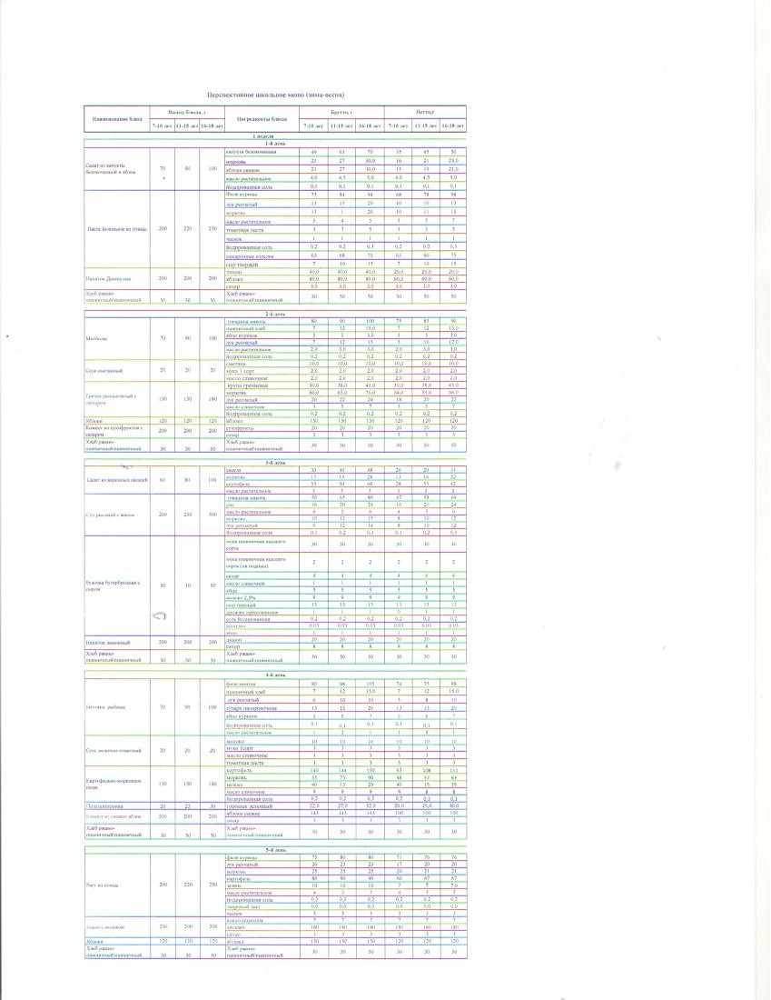 Перспективное школьное меню (зима-весна)
Наименование блюд Выход блюда, г Ингредиенты блюда Брутто, г Нетто,г
7-10 лет 11-15 лет 16-18 лет 7-10 лет 11-15 лет 16-18 лет 7-10 лет 11-15 лет 16-18 лет
1 неделя
1-й день
Салат из капусты белокочанной и яблок 70 90 100 капуста белокочанная 49 63 70 35 45 50
морковь 21 27 30,0 16 21 23,0
яблоки свежие 21 27 30,0 15 19 21,0
масло растительное 4,0 4,5 5,0 4,0 4,5 5,0
йодированная соль 0,1 0,1 0,1 0,1 0,1 0,1
Паста Болоньезе из птицы 200 220 250 Филе курицы 75 84 94 68 78 98
лук репчатый 13 13 20 10 10 13
морковь 13 1 20 10 11 15
масло растительное 3 4 5 5 5 7
томатная паста 3 3 5 3 3 5
чеснок 1 1 1 1 1 1
йодированная соль 0,2 0,2 0,3 0,2 0,2 0,3
макаронные изделия 63 68 75 63 60 75
сыр твердый 7 10 15 7 10 15
Напиток 200 200 200 лимон 40,0 40,0 40,0 20,0 20,0 20,0
яблоко 89,0 89,0 89,0 60,0 60,0 60,0
сахар 3,0 3,0 3,0 3,0 3,0 3,0
Хлеб ржано-пшеничный\пшеничный 30 50 50 Хлеб ржано-пшеничный\пшеничный 30 50 50 30 50 50
2-й день
Митболы 70 90 100 говядина мякоть 80 90 100 75 85 90
пшеничный хлеб 7 12 15,0 7 12 15,0
яйцо куриное 5 5 5,0 5 5 5,0
лук репчатый 7 12 15 5 10 12,0
масло растительное 2,0 3,0 3,0 2,0 3,0 3,0
йодированная соль 0,2 0,2 0,2 0,2 0,2 0,2
Соус сметанный 20 20 20 сметана 10,0 10,0 10,0 10,0 10,0 10,0
мука 1 сорт 2,0 2,0 2,0 2,0 2,0 2,0
масло сливочное 2,0 2,0 2,0 2,0 2,0 2,0
Гречка рассыпчатая с овощами 130 150 180 крупа гречневая 30,0 38,0 45,0 30,0 38,0 45,0
морковь 60,0 65,0 70,0 54,0 59,0 66,0
лук репчатый 20 22 24 18 20 22
масло сливочное 3 5 7 3 5 7
йодированная соль 0,2 0,2 0,2 0,2 0,2 0,2
Яблоки 120 120 120 яблоко 150 150 150 120 120 120
Компот из сухофруктов с сахаром 200 200 200 сухофрукты 20 20 20 20 20 20
сахар 3 3 3 3 3 3
Хлеб ржано-пшеничный\пшеничный 30 50 50 Хлеб ржано-пшеничный\пшеничный 30 50 50 30 50 50
3-й день
Салат из варенных овощей 60 80 100 свекла 30 40 48 26 29 31
морковь 17 19 28 13 14 22
картофель 35 50 60 28 33 42
масло растительное 5 5 5 5 5 5
Суп рисовый с мясом 200 250 300 говядина мякоть 50 65 80 47 58 69
рис 16 20 24 16 20 24
масло растительное 4 5 6 4 5 6
морковь 10 12 15 8 10 12
лук репчатый 9 12 14 8 10 12
йодированная соль 0,1 0,2 0,3 0,1 0,2 0,3
булочка бутербродная с сыром 50 50 50 мука пшеничная высшего сорта 30 30 30 30 30 30
мука пшеничная высшего сорта (на подпыл) 2 2 2 2 2 2
сахар 4 4 4 4 4 4
масло сливочное 1 1 1 1 1 1
яйцо 5 5 5 5 5 5
молоко 2,5% 9 9 9 9 9 9
сыр твердый 13 13 13 13 13 13
дрожжи прессованные 1 1 1 0 1 1
соль йодированная 0,2 0,2 0,2 0,2 0,2 0,2
ванилин 0,03 0,03 0,03 0,03 0,03 0,03
яйцо 1 1 1 1 1 1
Напиток лимонный 200 200 200 лимон 20 20 20 20 20 20
сахар 8 8 8 8 8 8
Хлеб ржано-пшеничный\пшеничный 30 50 50 Хлеб ржано-пшеничный\пшеничный 30 50 50 30 50 50
4-й день
Биточки рыбные 70 90 100 филе минтая 80 98 105 74 75 98
пшеничный хлеб 7 12 15,0 7 12 15,0
лук репчатый 6 10 10 5 8 10
сухари панировочные 13 15 20 13 15 20
яйцо куриное 5 5 7 5 6 7
йодированная соль 0,1 0,1 0,1 0,1 0,1 0,1
масло растительное 1 2 1 1 1
Соус молочно-томатный 20 20 20 молоко 10 10 10 10 10 10
мука 1сорт 3 3 3 3 3 3
масло сливочное 3 3 3 3 3 3
томатная паста 3 3 3 3 3 3
Картофельно-морковное пюре 130 150 180 картофель 140 144 150 93 108 111
морковь 55 75 90 48 57 64
молоко 40 15 25 40 15 25
масло сливочное 8 8 8 8 8 8
йодированная соль 0,2 0,2 0,3 0,2 0,2 0,3
Подгарнировка 20 25 30 горошек зеленный 22,0 27,0 32,0 20,0 25,0 30,0
Компот из свежих яблок 200 200 200 яблоки свежие 143 143 143 100 100 100
сахар 3 3 3 3 3 3
Хлеб ржано-пшеничный\пшеничный 30 50 50 Хлеб ржано-пшеничный\пшеничный 30 50 50 30 50 50
5-й день
Рагу из птицы 200 220 250 филе курицы 75 80 80 71 76 76
лук репчатый 20 23 23 17 20 20
морковь 25 25 25 20 21 21
картофель 80 90 90 60 67 67
зелень 10 10 10 7 7 7,0
масло растительное 4 5 5 4 5 5
йодированная соль 0,2 0,2 0,2 0,2 0,2 0,2
лавровый лист 0,0 0,0 0,0 0,0 0,0 0,0
чеснок 5 5 5 3 3 3
Какао с молоком 200 200 200 какао-порошок 7 7 7 7 7 7
молоко 180 180 180 180 180 180
сахар 3 3 3 3 3 3
Яблоки 120 120 120 яблоко 150 150 150 120 120 120
Хлеб ржано-пшеничный\пшеничный 30 50 50 Хлеб ржано-пшеничный\пшеничный 30 50 50 30 50 50